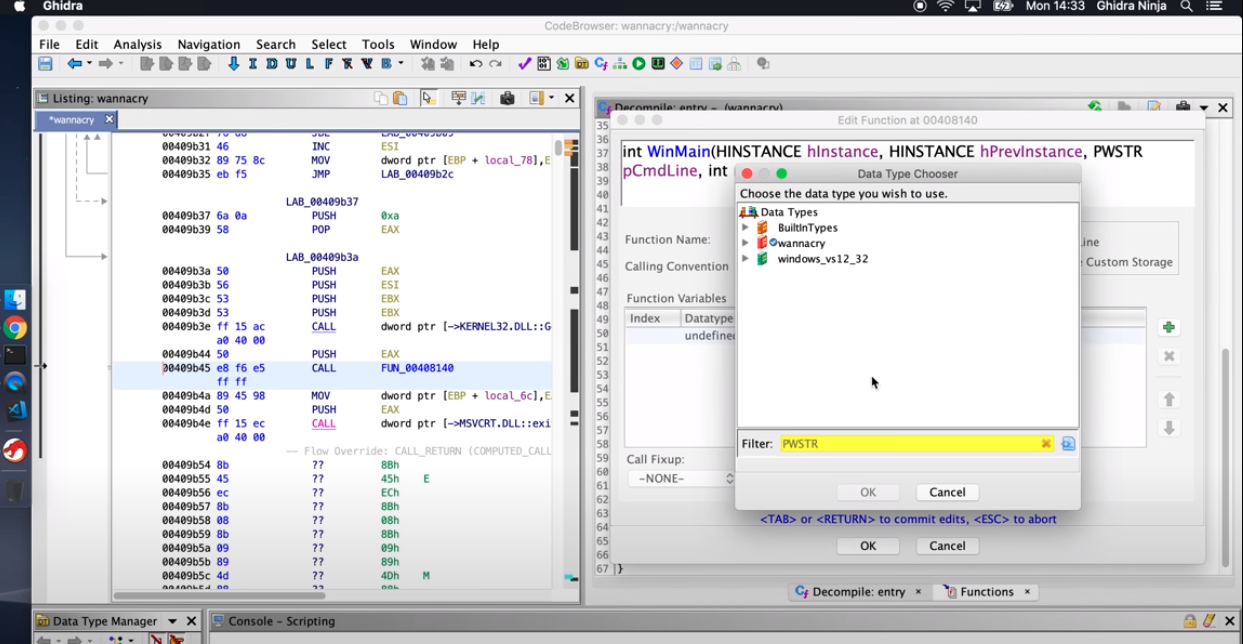 Ghidra
Mon 14:33 Ghidra Ninja
CodeBrowser: wannacry:/wannacry
File Edit Analysis Navigation Search Select Tools Window Help
I D U L F R V B
Listing: wannacry
*wannacry
00409b31 46 INC ESI
00409b32 89 75 8c MOV dword ptr [EBP + local_78],E
00409b35 eb f5 JMP LAB_00409b2c
LAB_00409b37
00409b37 6a 0a PUSH 0xa
00409b39 58 POP EAX
LAB_00409b3a
00409b3a 50 PUSH EAX
00409b3b 56 PUSH ESI
00409b3c 53 PUSH EBX
00409b3d 53 PUSH EBX
00409b3e ff 15 ac CALL dword ptr [->KERNEL32.DLL::G
a0 40 00
00409b44 50 PUSH EAX
00409b45 e8 f6 e5 CALL FUN_00408140
ff ff
00409b4a 89 45 98 MOV dword ptr [EBP + local_6c],E
00409b4d 50 PUSH EAX
00409b4e ff 15 ec CALL dword ptr [->MSVCRT.DLL::exi
a0 40 00
-- Flow Override: CALL_RETURN (COMPUTED_CALL
00409b54 8b ?? 8Bh
00409b55 45 ?? 45h E
00409b56 ec ?? ECh
00409b57 8b ?? 8Bh
00409b58 08 ?? 08h
00409b59 8b ?? 8Bh
00409b5a 09 ?? 09h
00409b5b 89 ?? 89h
00409b5c 4d ?? 4Dh M
Decompile: entry - (wannacry)
35
36
37
38
39
40
41
42
43
44
45
46
47
48
49
50
51
52
53
54
55
56
57
58
59
60
61
62
63
64
65
66
67 }
Edit Function at 00408140
int WinMain(HINSTANCE hInstance, HINSTANCE hPrevInstance, PWSTR
pCmdLine, int
Function Name:
Calling Convention
Function Variables
Index Datatype
Custom Storage
Call Fixup:
-NONE-
Data Type Chooser
Choose the data type you wish to use.
Data Types
BuiltInTypes
wannacry
windows_vs12_32
Filter: PWSTR
OK Cancel
<TAB> or <RETURN> to commit edits, <ESC> to abort
OK Cancel
Decompile: entry × Functions ×
Data Type Manager
Console - Scripting